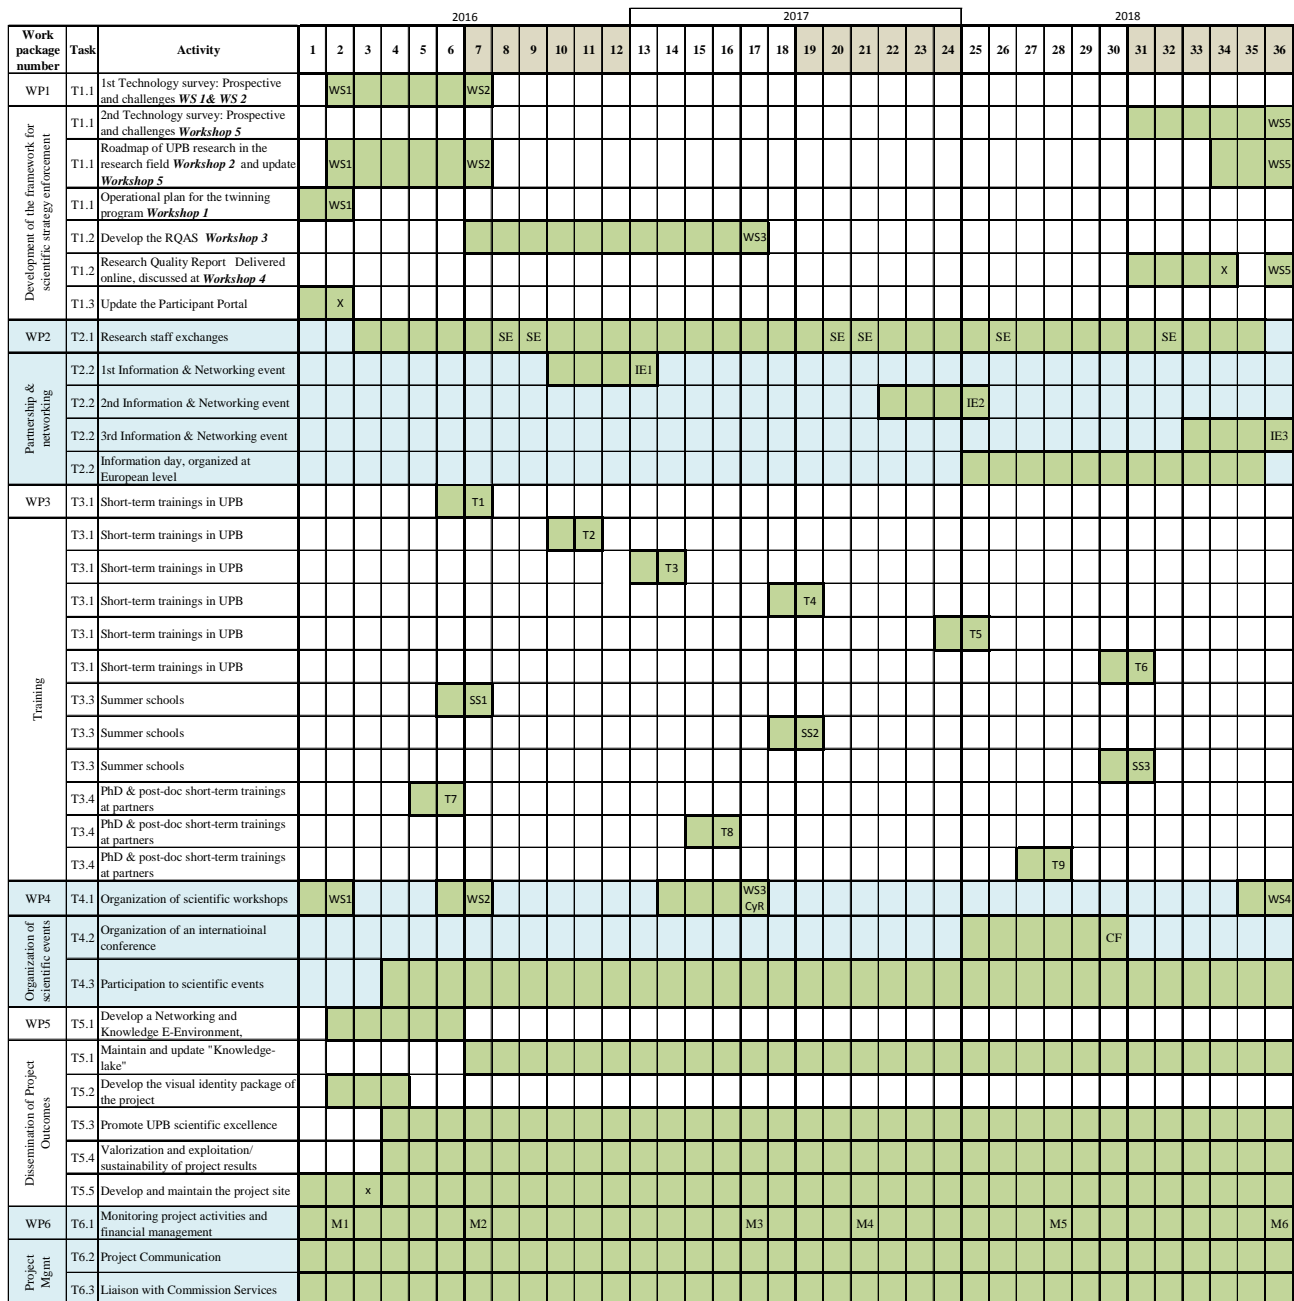 2016 2017 2018
Work package number Task Activity 1 2 3 4 5 6 7 8 9 10 11 12 13 14 15 16 17 18 19 20 21 22 23 24 25 26 27 28 29 30 31 32 33 34 35 36
WP1 T1.1 1st Technology survey: Prospective
and challenges WS 1& WS 2 WS1 WS2
Development of the framework for
scientific strategy enforcement
T1.1 2nd Technology survey: Prospective
and challenges Workshop 5 WS5
T1.1 Roadmap of UPB research in the
research field Workshop 2 and update
Workshop 5 WS1 WS2 WS5
T1.1 Operational plan for the twinning
program Workshop 1 WS1
T1.2 Develop the RQAS Workshop 3 WS3
T1.2 Research Quality Report Delivered
online, discussed at Workshop 4 X WS5
T1.3 Update the Participant Portal X
WP2 T2.1 Research staff exchanges SE SE SE SE SE SE
Partnership &
networking
T2.2 1st Information & Networking event IE1
T2.2 2nd Information & Networking event IE2
T2.2 3rd Information & Networking event IE3
T2.2 Information day, organized at
European level
WP3 T3.1 Short-term trainings in UPB T1
Training
T3.1 Short-term trainings in UPB T2
T3.1 Short-term trainings in UPB T3
T3.1 Short-term trainings in UPB T4
T3.1 Short-term trainings in UPB T5
T3.1 Short-term trainings in UPB T6
T3.3 Summer schools SS1
T3.3 Summer schools SS2
T3.3 Summer schools SS3
T3.4 PhD & post-doc short-term trainings
at partners T7
T3.4 PhD & post-doc short-term trainings
at partners T8
T3.4 PhD & post-doc short-term trainings
at partners T9
WP4 T4.1 Organization of scientific workshops WS1 WS2 WS3 CyR WS4
Organization of
scientific events
T4.2 Organization of an internatioinal
conference CF
T4.3 Participation to scientific events
WP5 T5.1 Develop a Networking and
Knowledge E-Environment,
Dissemination of Project
Outcomes
T5.1 Maintain and update "Knowledge-
lake"
T5.2 Develop the visual identity package of
the project
T5.3 Promote UPB scientific excellence
T5.4 Valorization and exploitation/
sustainability of project results
T5.5 Develop and maintain the project site x
WP6 T6.1 Monitoring project activities and
financial management M1 M2 M3 M4 M5 M6
Project
Mgmt
T6.2 Project Communication
T6.3 Liaison with Commission Services